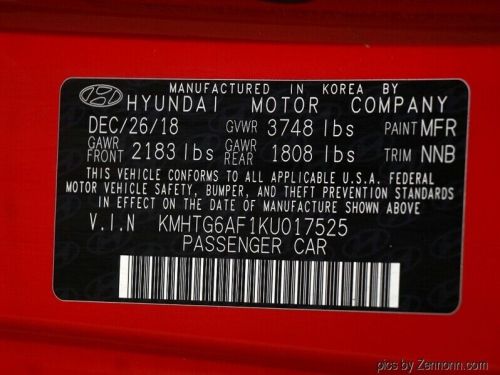 MANUFACTURED IN KOREA BY
HYUNDAI MOTOR COMPANY
DEC/26/18 GVWR 3748 lbs PAINT MFR
GAWR FRONT 2183 lbs GAWR REAR 1808 lbs TRIM NNB
THIS VEHICLE CONFORMS TO ALL APPLICABLE U.S.A. FEDERAL
MOTOR VEHICLE SAFETY, BUMPER, AND THEFT PREVENTION STANDARDS
IN EFFECT ON THE DATE OF MANUFACTURE SHOWN ABOVE.
V.I.N KMHTG6AF1KU017525
PASSENGER CAR
pics by Zennonn.com